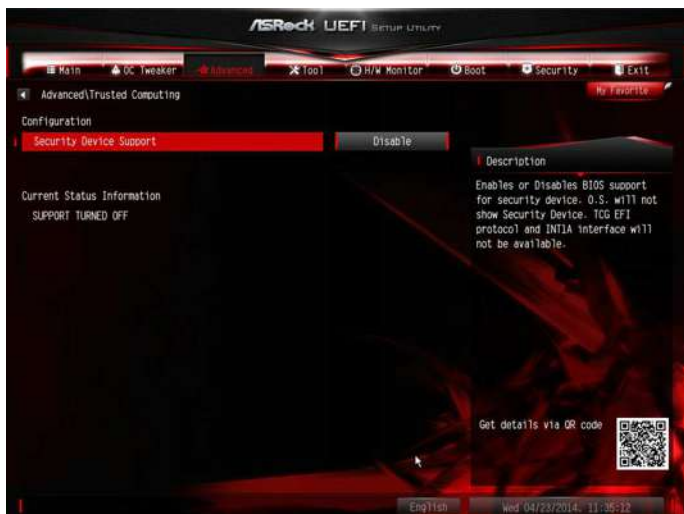 ASRock UEFI SETUP UTILITY
Main OC Tweaker Advanced Tool H/W Monitor Boot Security Exit
My Favorite
Advanced\Trusted Computing
Configuration
Security Device Support Disable
Description
Enables or Disables BIOS support
for security device. O.S. will not
show Security Device. TCG EFI
protocol and INT1A interface will
not be available.
Current Status Information
SUPPORT TURNED OFF
Get details via QR code
English Wed 04/23/2014. 11:35:12